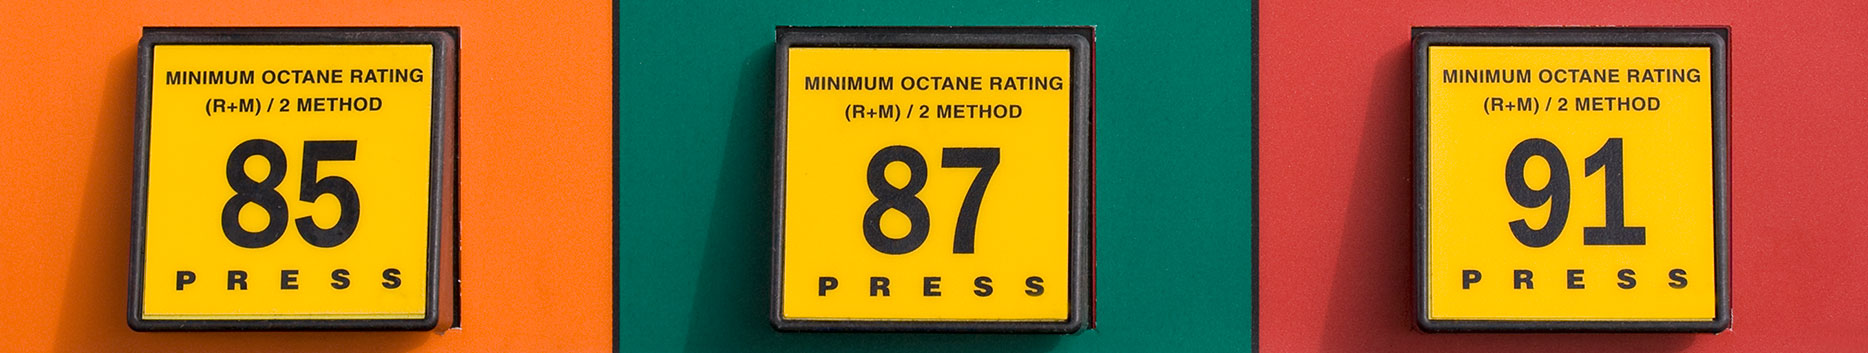 MINIMUM OCTANE RATING
(R+M) / 2 METHOD
85
PRESS
MINIMUM OCTANE RATING
(R+M) / 2 METHOD
87
PRESS
MINIMUM OCTANE RATING
(R+M) / 2 METHOD
91
PRESS